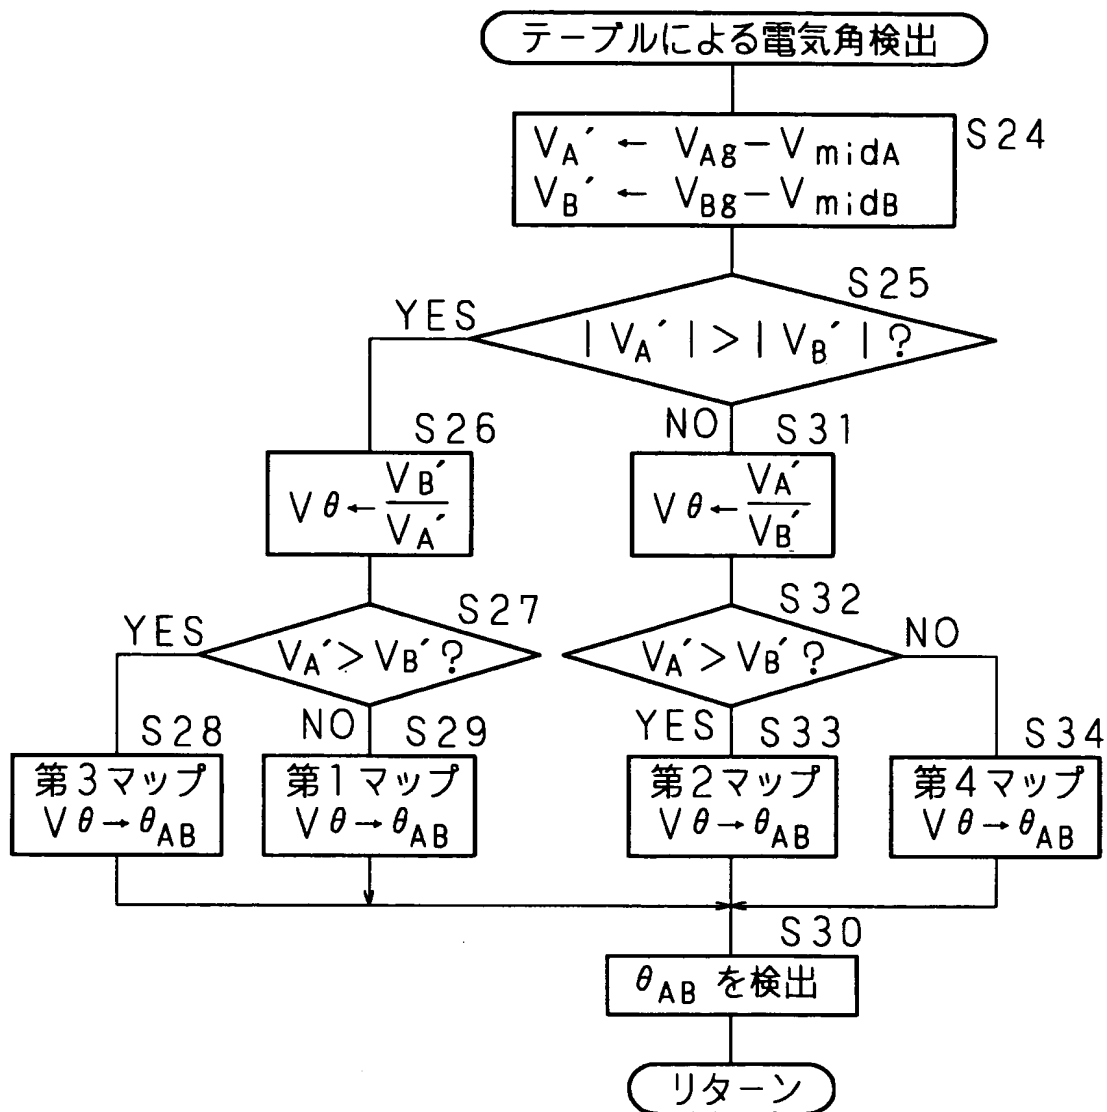 テーブルによる電気角検出
S24
VA´ ← VAg−VmidA
VB´ ← VBg−VmidB
S25
YES
|VA´|>|VB´|?
NO
S26
S31
Vθ←VB´/VA´
Vθ←VA´/VB´
S27
S32
YES
VA´>VB´?
VA´>VB´?
NO
NO
YES
S28
S29
S33
S34
第3マップ
Vθ→θAB
第1マップ
Vθ→θAB
第2マップ
Vθ→θAB
第4マップ
Vθ→θAB
S30
θAB を検出
リターン